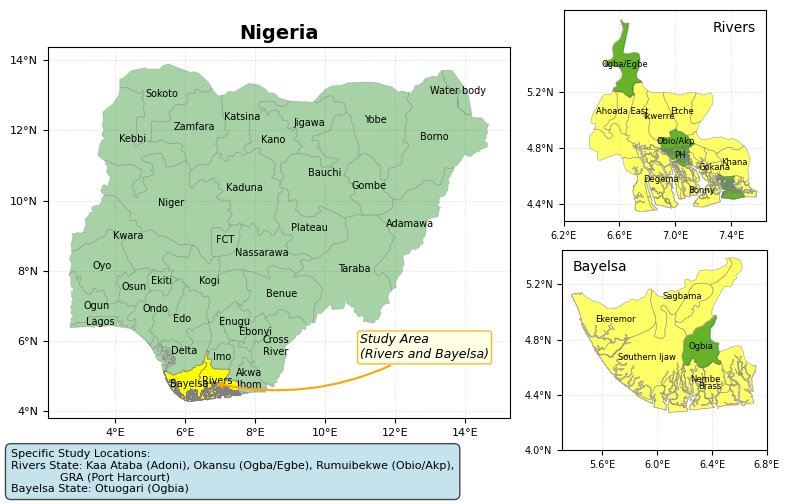 Nigeria
14°N
12°N
10°N
8°N
6°N
4°N
4°E
6°E
8°E
10°E
12°E
14°E
Sokoto
Water body
Katsina
Zamfara
Jigawa
Yobe
Kebbi
Kano
Borno
Bauchi
Kaduna
Gombe
Niger
Adamawa
Plateau
Kwara
FCT
Nassarawa
Oyo
Taraba
Osun
Ekiti
Kogi
Benue
Ogun
Ondo
Lagos
Edo
Enugu
Ebonyi
Cross
River
Delta
Imo
Akwa
Ibom
Bayelsa
Rivers
Study Area
(Rivers and Bayelsa)
Rivers
5.2°N
4.8°N
4.4°N
6.2°E
6.6°E
7.0°E
7.4°E
Ogba/Egbe
Ahoada East
Ikwerre
Etche
Obio/Akp
PH
Khana
Gokana
Degema
Bonny
Bayelsa
5.2°N
4.8°N
4.4°N
4.0°N
5.6°E
6.0°E
6.4°E
6.8°E
Sagbama
Ekeremor
Ogbia
Southern Ijaw
Nembe
Brass
Specific Study Locations:
Rivers State: Kaa Ataba (Adoni), Okansu (Ogba/Egbe), Rumuibekwe (Obio/Akp),
GRA (Port Harcourt)
Bayelsa State: Otuogari (Ogbia)